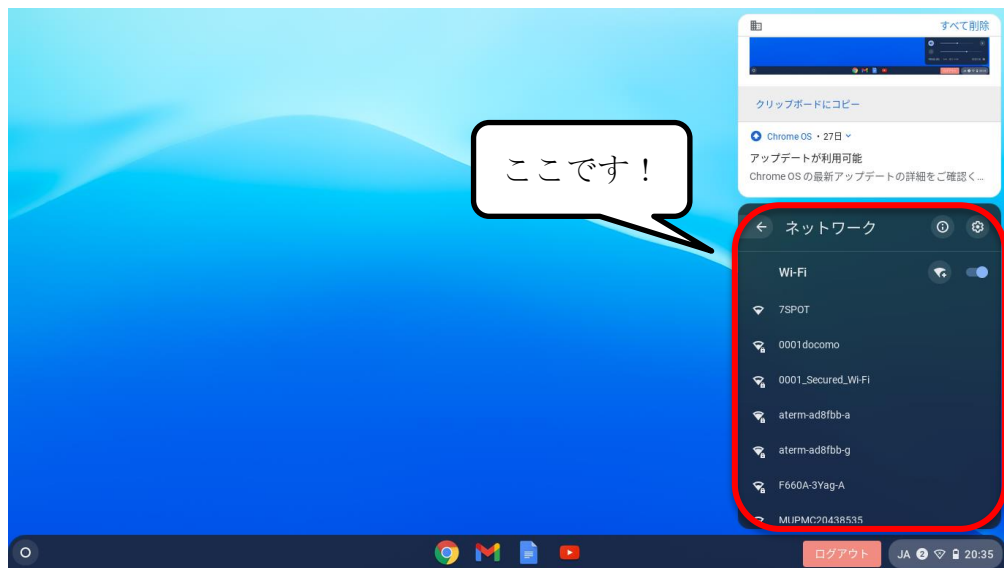 すべて削除
クリップボードにコピー
Chrome OS・27日
アップデートが利用可能
Chrome OS の最新アップデートの詳細をご確認く...
ここです！
ネットワーク
Wi-Fi
7SPOT
0001docomo
0001_Secured_Wi-Fi
aterm-ad8fbb-a
aterm-ad8fbb-g
F660A-3Yag-A
MUPMC20438535
ログアウト
JA 2 20:35